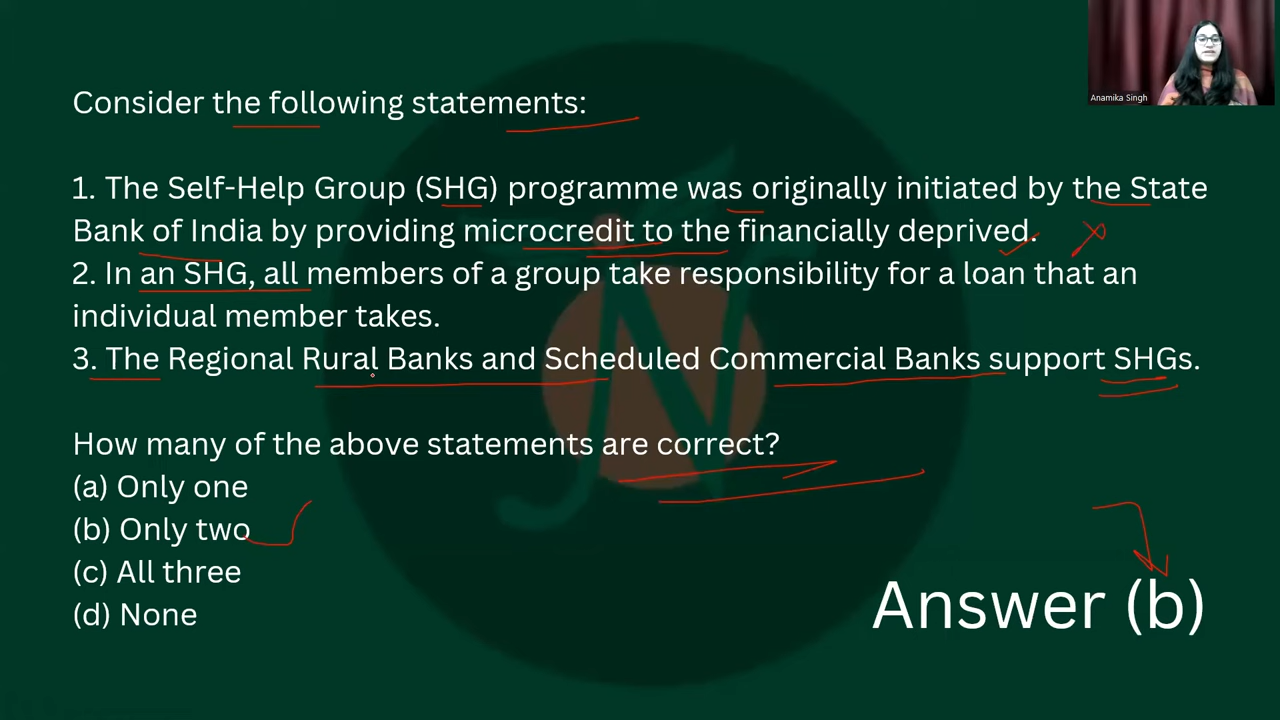 Anamika Singh
Consider the following statements:
1. The Self-Help Group (SHG) programme was originally initiated by the State
Bank of India by providing microcredit to the financially deprived.
2. In an SHG, all members of a group take responsibility for a loan that an
individual member takes.
3. The Regional Rural Banks and Scheduled Commercial Banks support SHGs.
How many of the above statements are correct?
(a) Only one
(b) Only two
(c) All three
(d) None
Answer (b)